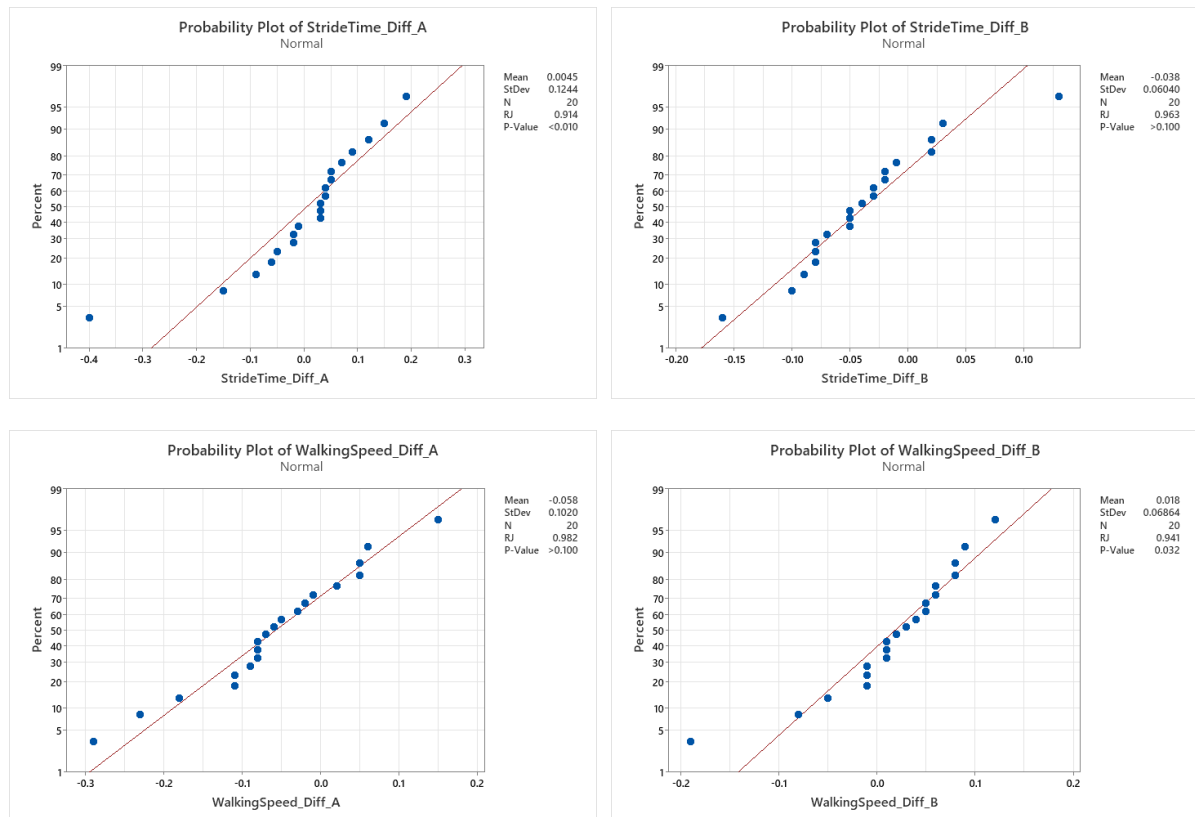 Probability Plot of StrideTime_Diff_A
Normal
Mean 0.0045
StDev 0.1244
N 20
RJ 0.914
P-Value <0.010
99
95
90
80
70
60
50
40
30
20
10
5
1
Percent
-0.4 -0.3 -0.2 -0.1 0.0 0.1 0.2 0.3
StrideTime_Diff_A
Probability Plot of StrideTime_Diff_B
Normal
Mean -0.038
StDev 0.06040
N 20
RJ 0.963
P-Value >0.100
99
95
90
80
70
60
50
40
30
20
10
5
1
Percent
-0.20 -0.15 -0.10 -0.05 0.00 0.05 0.10
StrideTime_Diff_B
Probability Plot of WalkingSpeed_Diff_A
Normal
Mean -0.058
StDev 0.1020
N 20
RJ 0.982
P-Value >0.100
99
95
90
80
70
60
50
40
30
20
10
5
1
Percent
-0.3 -0.2 -0.1 0.0 0.1 0.2
WalkingSpeed_Diff_A
Probability Plot of WalkingSpeed_Diff_B
Normal
Mean 0.018
StDev 0.06864
N 20
RJ 0.941
P-Value 0.032
99
95
90
80
70
60
50
40
30
20
10
5
1
Percent
-0.2 -0.1 0.0 0.1 0.2
WalkingSpeed_Diff_B